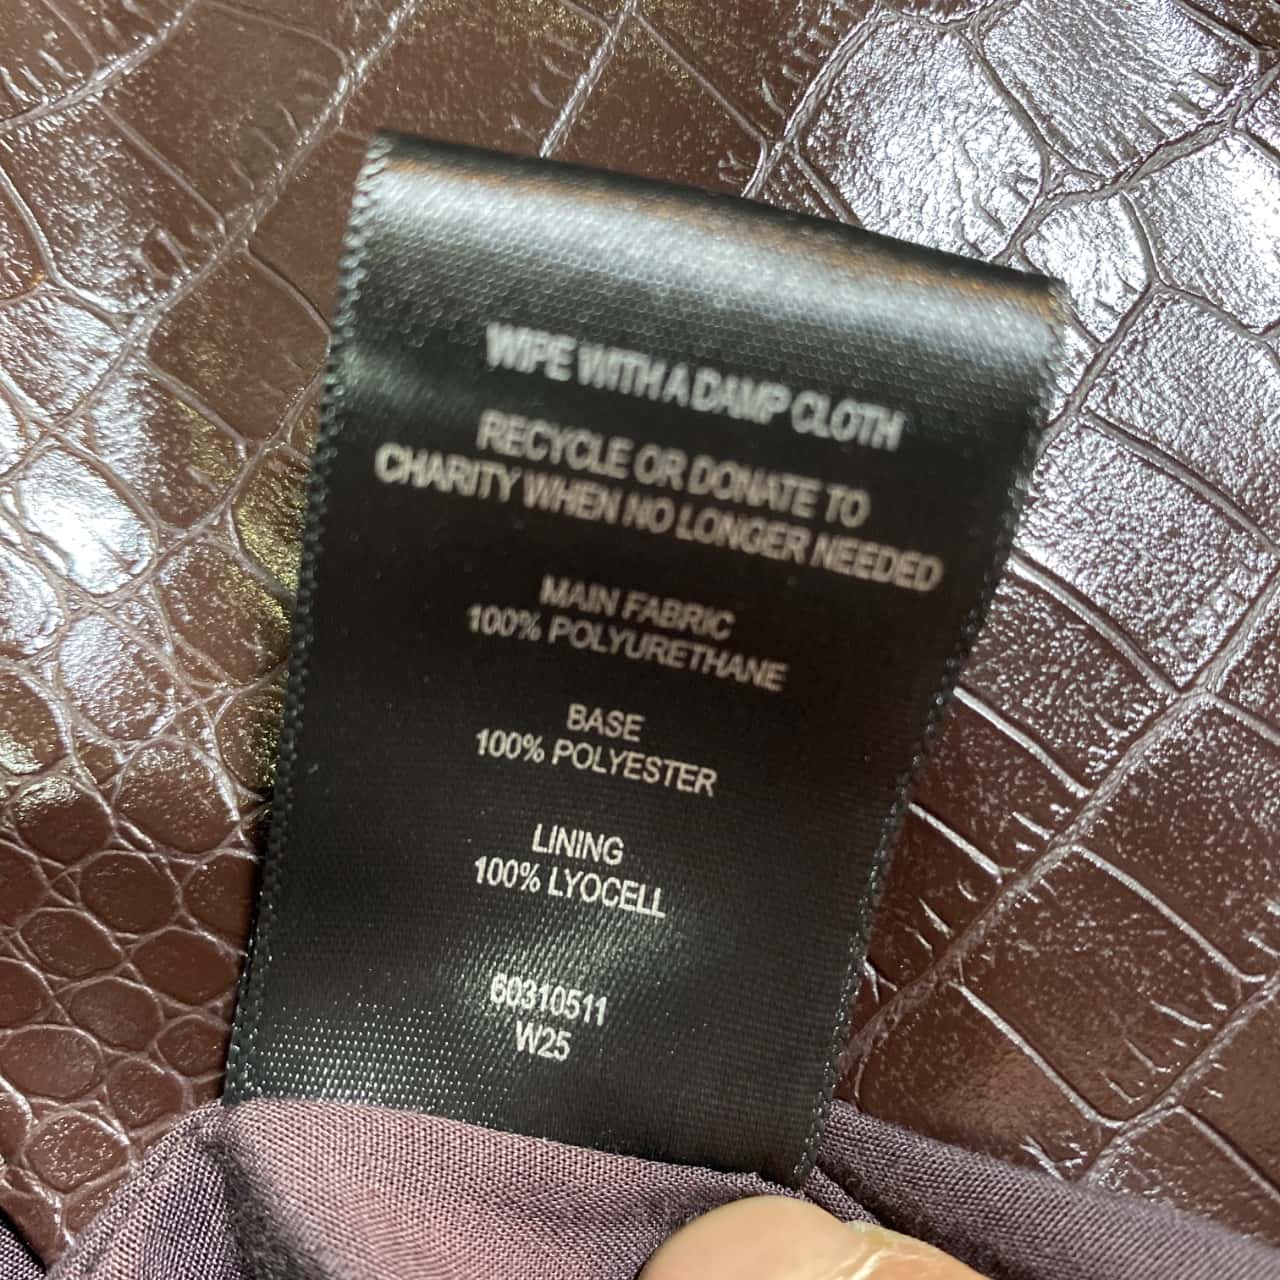 WIPE WITH A DAMP CLOTH
RECYCLE OR DONATE TO
CHARITY WHEN NO LONGER NEEDED
MAIN FABRIC
100% POLYURETHANE
BASE
100% POLYESTER
LINING
100% LYOCELL
60310511
W25